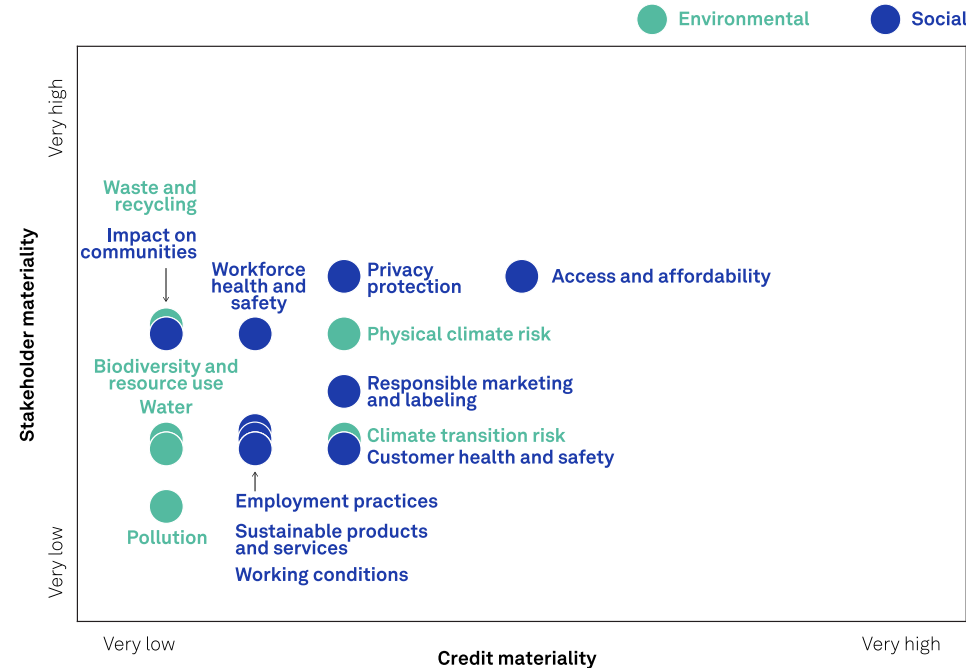 Environmental
Social
Very high
Stakeholder materiality
Very low
Waste and
recycling
Impact on
communities
Workforce
health and
safety
Privacy
protection
Access and affordability
Physical climate risk
Biodiversity and
resource use
Water
Responsible marketing
and labeling
Climate transition risk
Customer health and safety
Pollution
Employment practices
Sustainable products
and services
Working conditions
Very low
Credit materiality
Very high